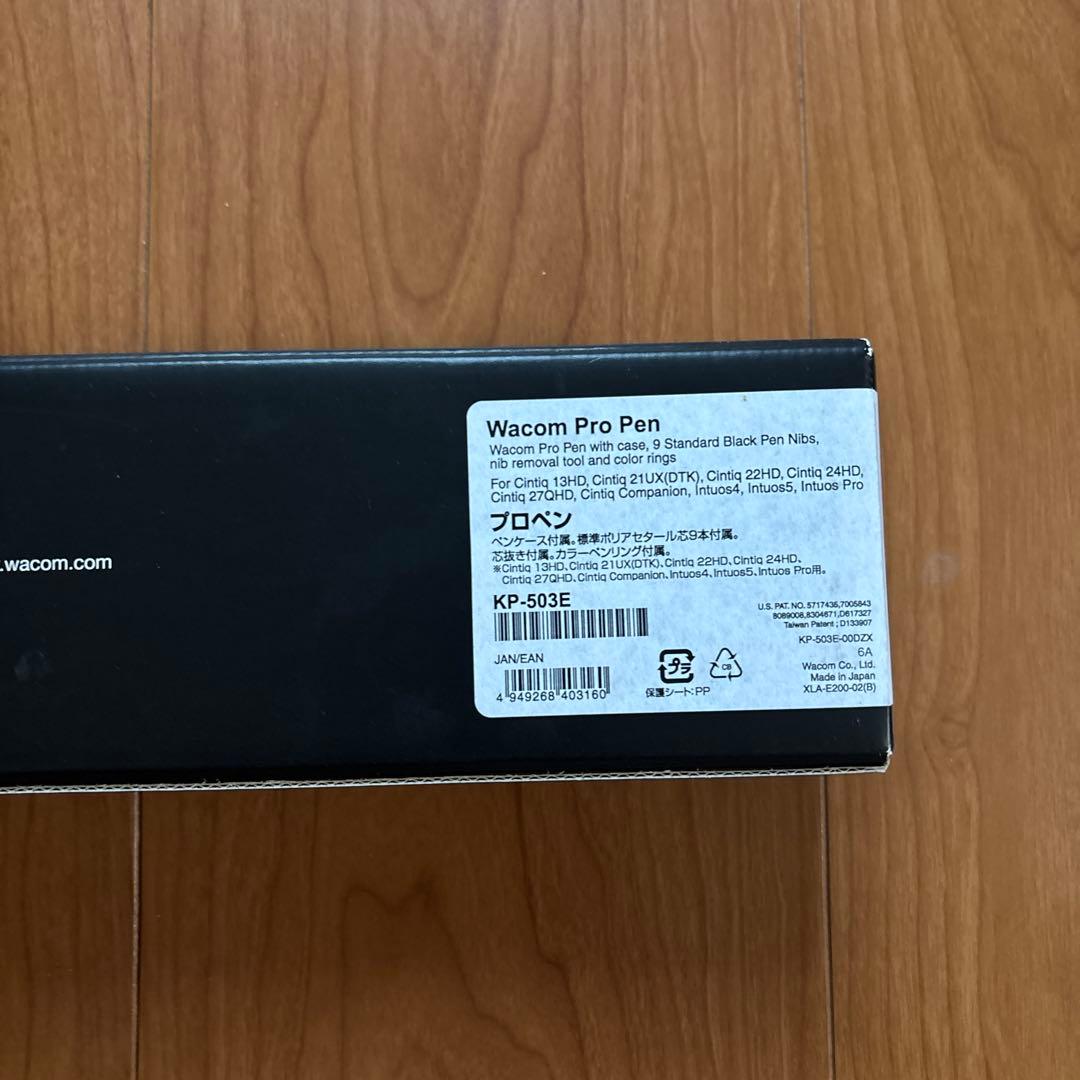 .wacom.com
Wacom Pro Pen
Wacom Pro Pen with case, 9 Standard Black Pen Nibs,
nib removal tool and color rings
For Cintiq 13HD, Cintiq 21UX(DTK), Cintiq 22HD, Cintiq 24HD,
Cintiq 27QHD, Cintiq Companion, Intuos4, Intuos5, Intuos Pro
プロペン
ペンケース付属。標準ポリアセタール芯9本付属。
芯抜き付属。カラーペンリング付属。
※Cintiq 13HD、Cintiq 21UX(DTK)、Cintiq 22HD、Cintiq 24HD、
Cintiq 27QHD、Cintiq Companion、Intuos4、Intuos5、Intuos Pro用。
KP-503E
U.S. PAT. NO. 5717435,7005843
8089008,8304671,D617327
Taiwan Patent ; D133907
KP-503E-00DZX
6A
Wacom Co., Ltd.
Made in Japan
XLA-E200-02(B)
JAN/EAN
4 949268 403160
プラ
保護シート:PP
CB